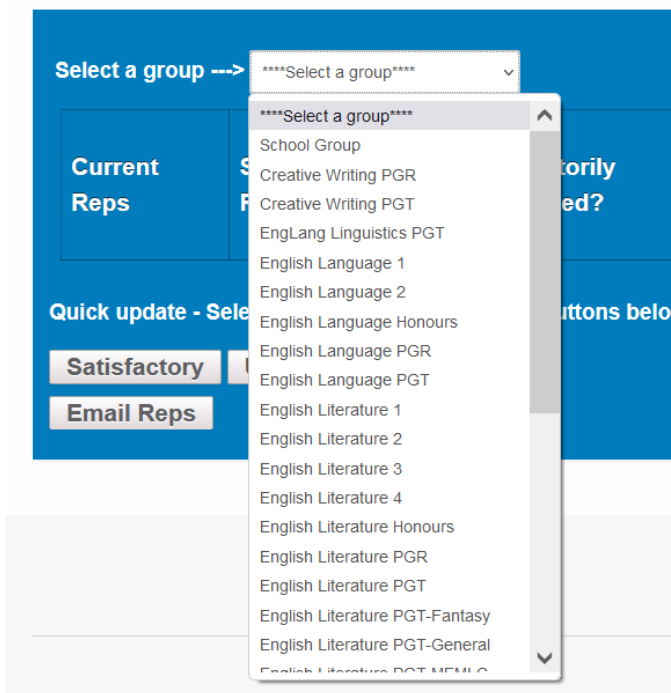 Select a group ---> ****Select a group****
****Select a group****
School Group
Current Reps
torily
ed?
Creative Writing PGR
Creative Writing PGT
EngLang Linguistics PGT
English Language 1
English Language 2
Quick update - Sele
uttons belo
English Language Honours
English Language PGR
Satisfactory
English Language PGT
Email Reps
English Literature 1
English Literature 2
English Literature 3
English Literature 4
English Literature Honours
English Literature PGR
English Literature PGT
English Literature PGT-Fantasy
English Literature PGT-General